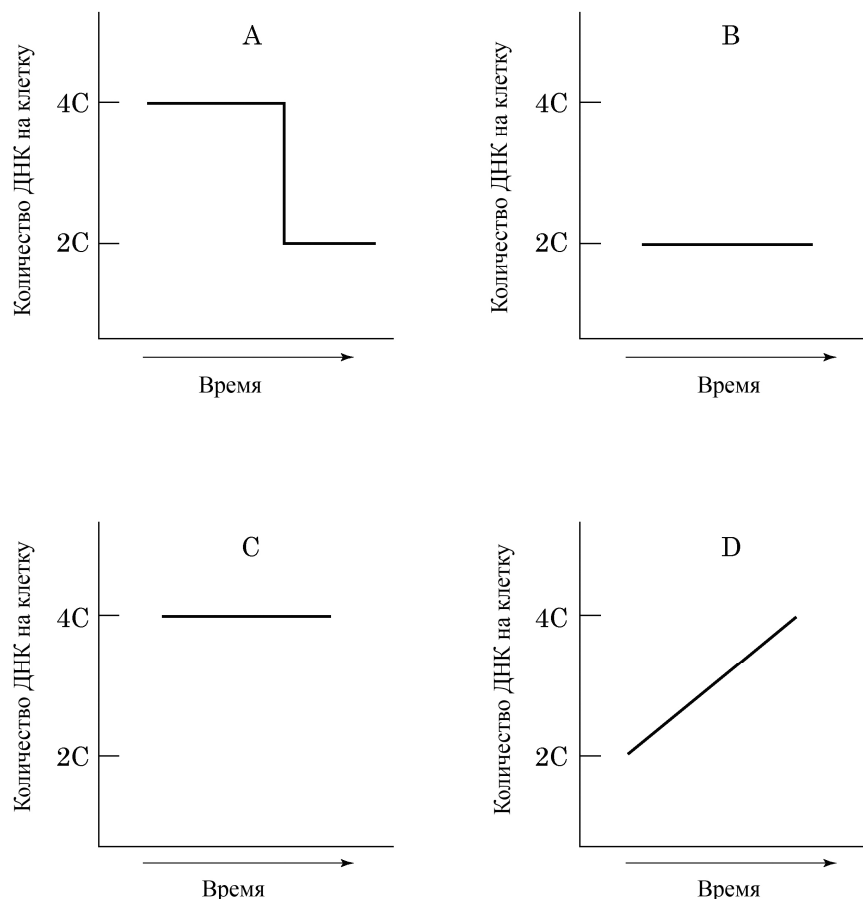 A
Количество ДНК на клетку
4C
2C
Время
B
Количество ДНК на клетку
4C
2C
Время
C
Количество ДНК на клетку
4C
2C
Время
D
Количество ДНК на клетку
4C
2C
Время